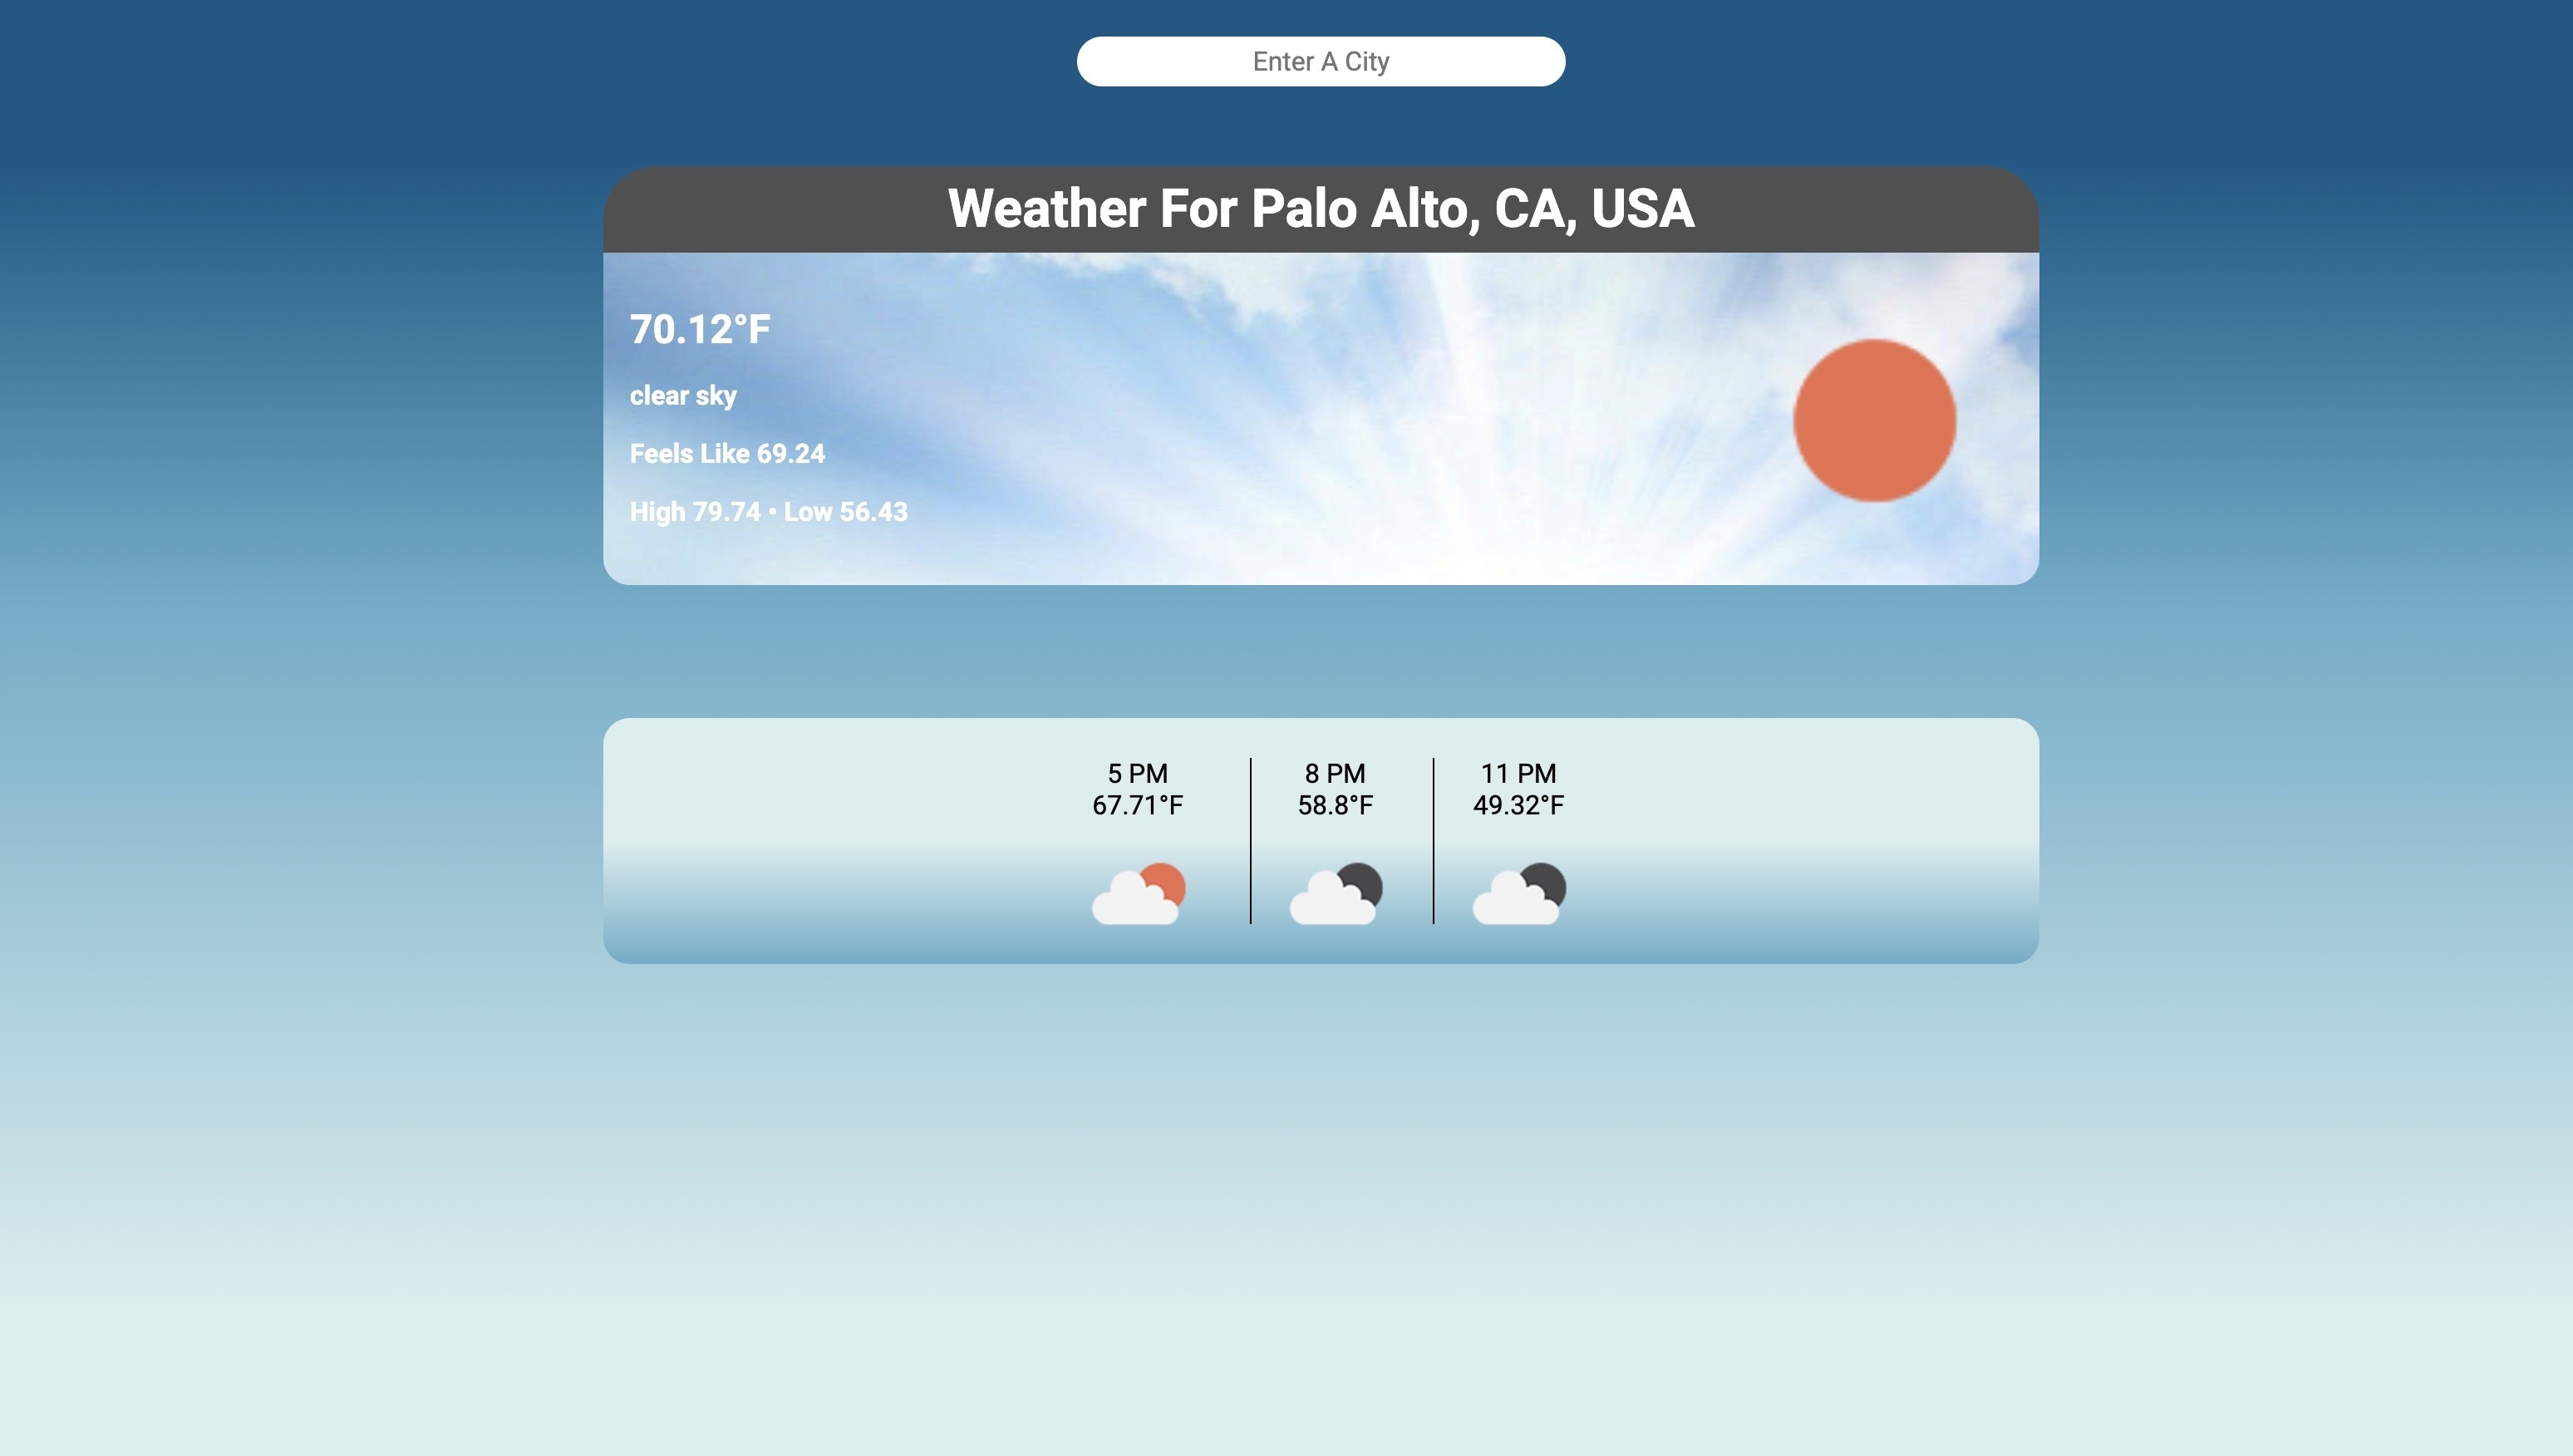 Enter A City
Weather For Palo Alto, CA, USA
70.12°F
clear sky
Feels Like 69.24
High 79.74 • Low 56.43
5 PM
67.71°F
8 PM
58.8°F
11 PM
49.32°F